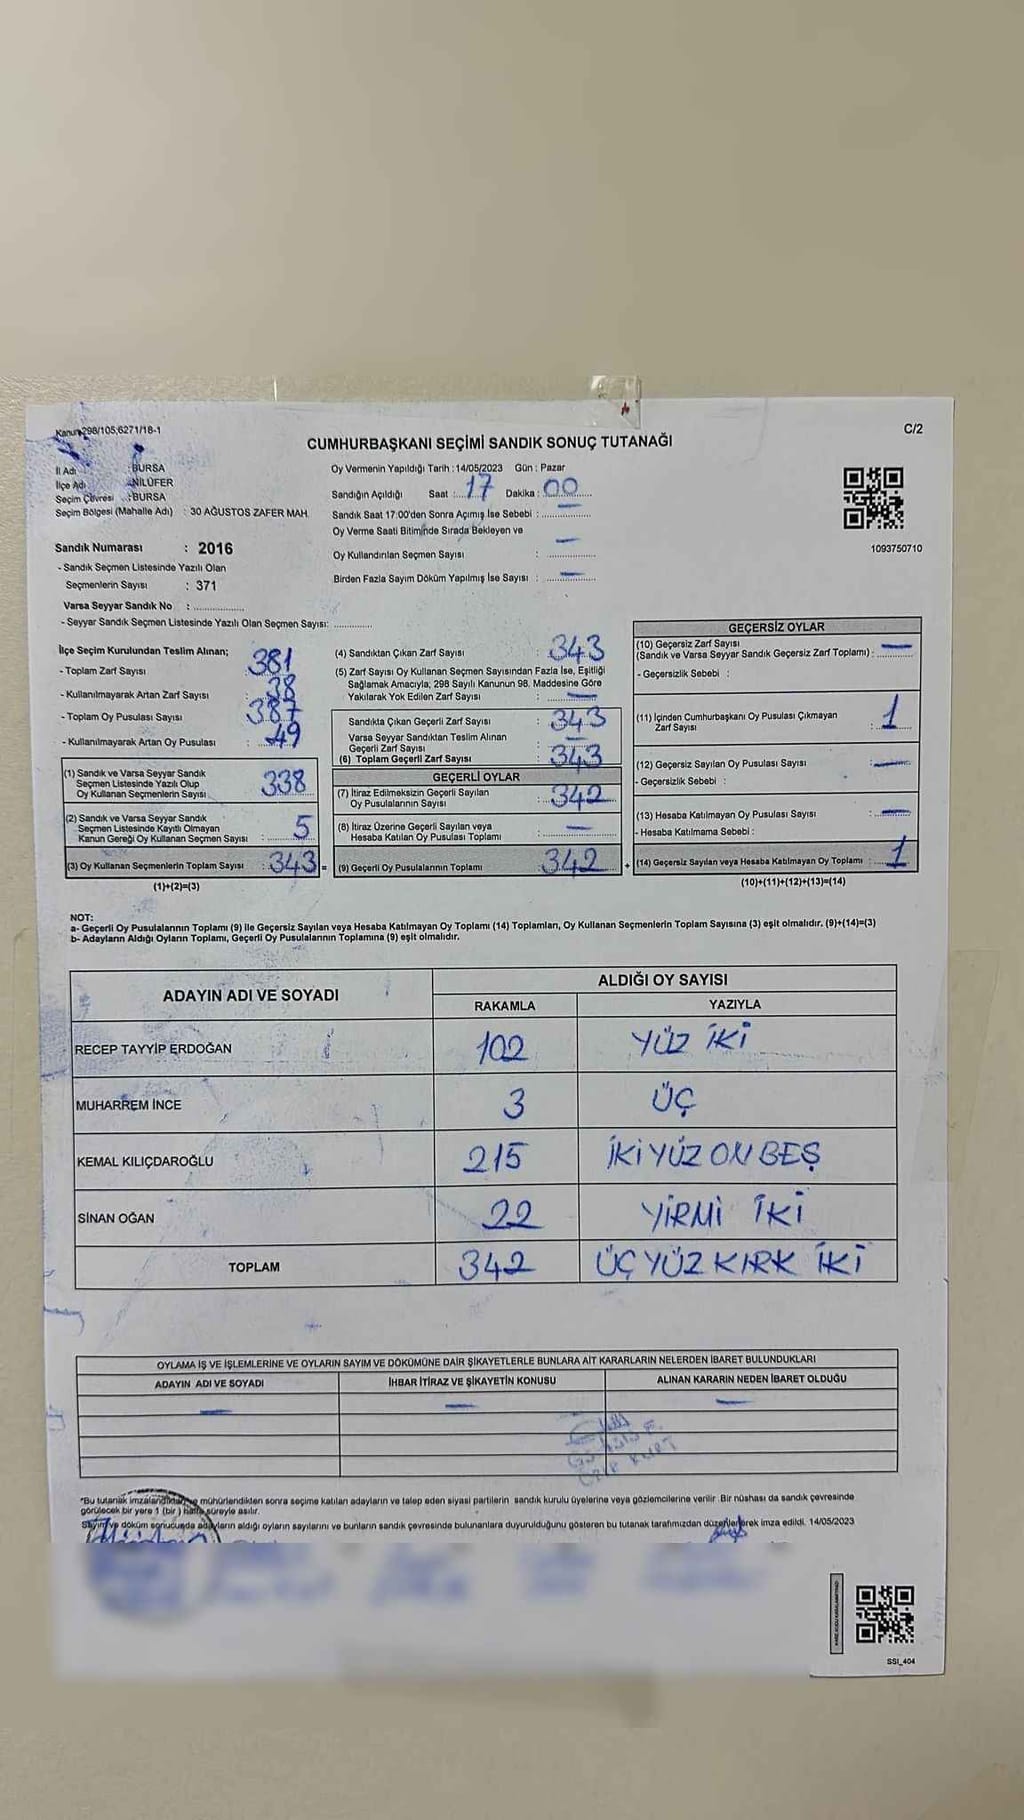 Kanun 298/105,6271/18-1
C/2
CUMHURBAŞKANI SEÇİMİ SANDIK SONUÇ TUTANAĞI
İl Adı : BURSA
İlçe Adı : NİLÜFER
Seçim Çevresi : BURSA
Seçim Bölgesi (Mahalle Adı) : 30 AĞUSTOS ZAFER MAH.
Sandık Numarası : 2016
- Sandık Seçmen Listesinde Yazılı Olan
Seçmenlerin Sayısı : 371
Varsa Seyyar Sandık No : ..................
- Seyyar Sandık Seçmen Listesinde Yazılı Olan Seçmen Sayısı: .............
Oy Vermenin Yapıldığı Tarih : 14/05/2023 Gün : Pazar
Sandığın Açıldığı Saat : 17 Dakika : 00
Sandık Saat 17:00'den Sonra Açımış İse Sebebi : —
Oy Verme Saati Bitiminde Sırada Bekleyen ve
Oy Kullandırılan Seçmen Sayısı : —
Birden Fazla Sayım Döküm Yapılmış İse Sayısı : —
1093750710
İlçe Seçim Kurulundan Teslim Alınan;
- Toplam Zarf Sayısı : 381
- Kullanılmayarak Artan Zarf Sayısı : 38
- Toplam Oy Pusulası Sayısı : 387
- Kullanılmayarak Artan Oy Pusulası : 49
(1) Sandık ve Varsa Seyyar Sandık
Seçmen Listesinde Yazılı Olup
Oy Kullanan Seçmenlerin Sayısı : 338
(2) Sandık ve Varsa Seyyar Sandık
Seçmen Listesinde Kayıtlı Olmayan
Kanun Gereği Oy Kullanan Seçmen Sayısı : 5
(3) Oy Kullanan Seçmenlerin Toplam Sayısı : 343 =
(1)+(2)=(3)
(4) Sandıktan Çıkan Zarf Sayısı : 343
(5) Zarf Sayısı Oy Kullanan Seçmen Sayısından Fazla İse, Eşitliği
Sağlamak Amacıyla; 298 Sayılı Kanunun 98. Maddesine Göre
Yakılarak Yok Edilen Zarf Sayısı : —
Sandıkta Çıkan Geçerli Zarf Sayısı : 343
Varsa Seyyar Sandıktan Teslim Alınan
Geçerli Zarf Sayısı : —
(6) Toplam Geçerli Zarf Sayısı : 343
GEÇERLİ OYLAR
(7) İtiraz Edilmeksizin Geçerli Sayılan
Oy Pusulalarının Sayısı : 342
(8) İtiraz Üzerine Geçerli Sayılan veya
Hesaba Katılan Oy Pusulası Toplamı : —
(9) Geçerli Oy Pusulalarının Toplamı : 342 +
GEÇERSİZ OYLAR
(10) Geçersiz Zarf Sayısı
(Sandık ve Varsa Seyyar Sandık Geçersiz Zarf Toplamı) : —
- Geçersizlik Sebebi :
(11) İçinden Cumhurbaşkanı Oy Pusulası Çıkmayan
Zarf Sayısı : 1
(12) Geçersiz Sayılan Oy Pusulası Sayısı : —
- Geçersizlik Sebebi :
(13) Hesaba Katılmayan Oy Pusulası Sayısı : —
- Hesaba Katılmama Sebebi :
(14) Geçersiz Sayılan veya Hesaba Katılmayan Oy Toplamı : 1
(10)+(11)+(12)+(13)=(14)
NOT:
a- Geçerli Oy Pusulalarının Toplamı (9) ile Geçersiz Sayılan veya Hesaba Katılmayan Oy Toplamı (14) Toplamları, Oy Kullanan Seçmenlerin Toplam Sayısına (3) eşit olmalıdır. (9)+(14)=(3)
b- Adayların Aldığı Oyların Toplamı, Geçerli Oy Pusulalarının Toplamına (9) eşit olmalıdır.
ADAYIN ADI VE SOYADI
ALDIĞI OY SAYISI
RAKAMLA YAZIYLA
RECEP TAYYİP ERDOĞAN 102 YÜZ İKİ
MUHARREM İNCE 3 ÜÇ
KEMAL KILIÇDAROĞLU 215 İKİ YÜZ ON BEŞ
SİNAN OĞAN 22 YİRMİ İKİ
TOPLAM 342 ÜÇ YÜZ KIRK İKİ
OYLAMA İŞ VE İŞLEMLERİNE VE OYLARIN SAYIM VE DÖKÜMÜNE DAİR ŞİKAYETLERLE BUNLARA AİT KARARLARIN NELERDEN İBARET BULUNDUKLARI
ADAYIN ADI VE SOYADI İHBAR İTİRAZ VE ŞİKAYETİN KONUSU ALINAN KARARIN NEDEN İBARET OLDUĞU
— — —
*Bu tutanak imzalandıktan ve mühürlendikten sonra seçime katılan adayların ve talep eden siyasi partilerin sandık kurulu üyelerine veya gözlemcilerine verilir. Bir nüshası da sandık çevresinde
görülecek bir yere 1 (bir) hafta süreyle asılır.
Sayım ve döküm sonucunda adayların aldığı oyların sayılarını ve bunların sandık çevresinde bulunanlara duyurulduğunu gösteren bu tutanak tarafımızdan düzenlenerek imza edildi. 14/05/2023
SSI_404